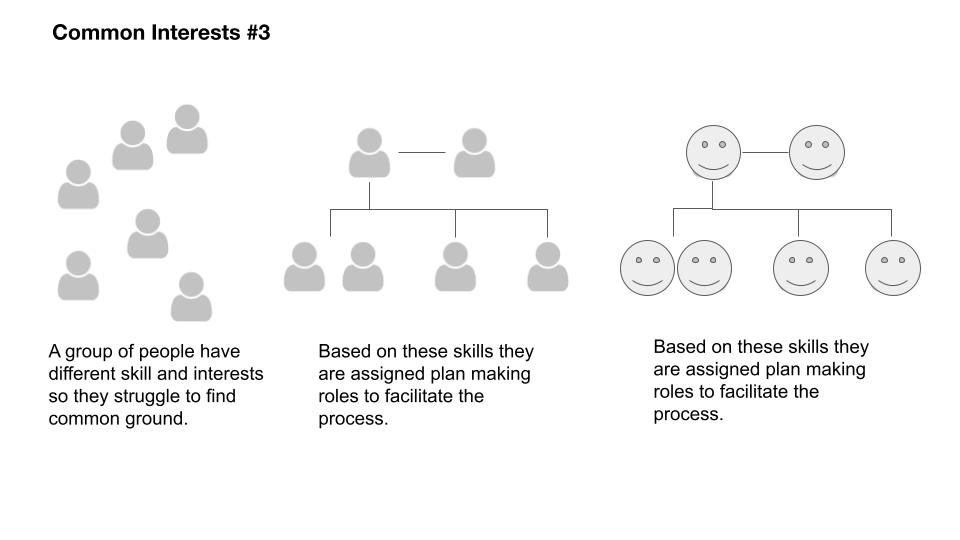 Common Interests #3
A group of people have
different skill and interests
so they struggle to find
common ground.
Based on these skills they
are assigned plan making
roles to facilitate the
process.
Based on these skills they
are assigned plan making
roles to facilitate the
process.